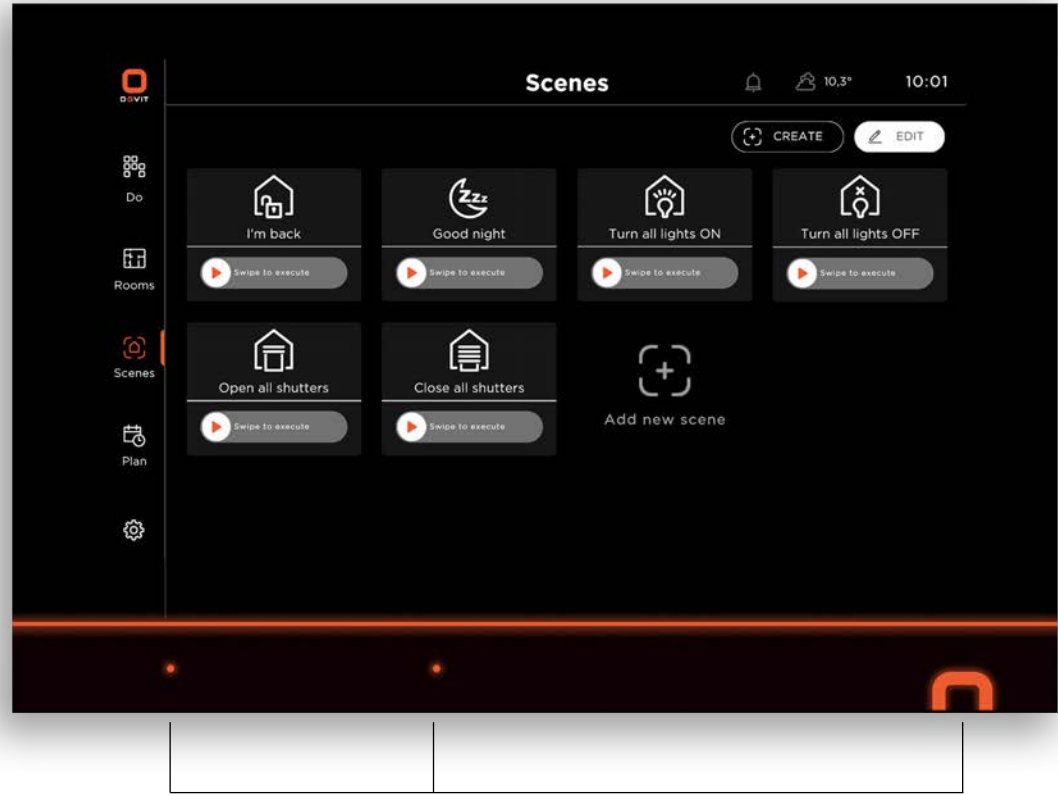 DOVIT
Scenes
10,3°
10:01
CREATE
EDIT
Do
Rooms
Scenes
Plan
I'm back
Swipe to execute
Zzz
Good night
Swipe to execute
Turn all lights ON
Swipe to execute
Turn all lights OFF
Swipe to execute
Open all shutters
Swipe to execute
Close all shutters
Swipe to execute
Add new scene